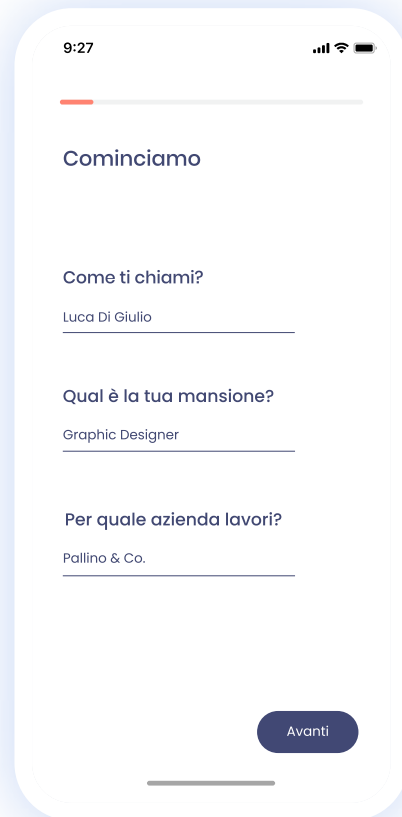 9:27
Cominciamo
Come ti chiami?
Luca Di Giulio
Qual è la tua mansione?
Graphic Designer
Per quale azienda lavori?
Pallino & Co.
Avanti